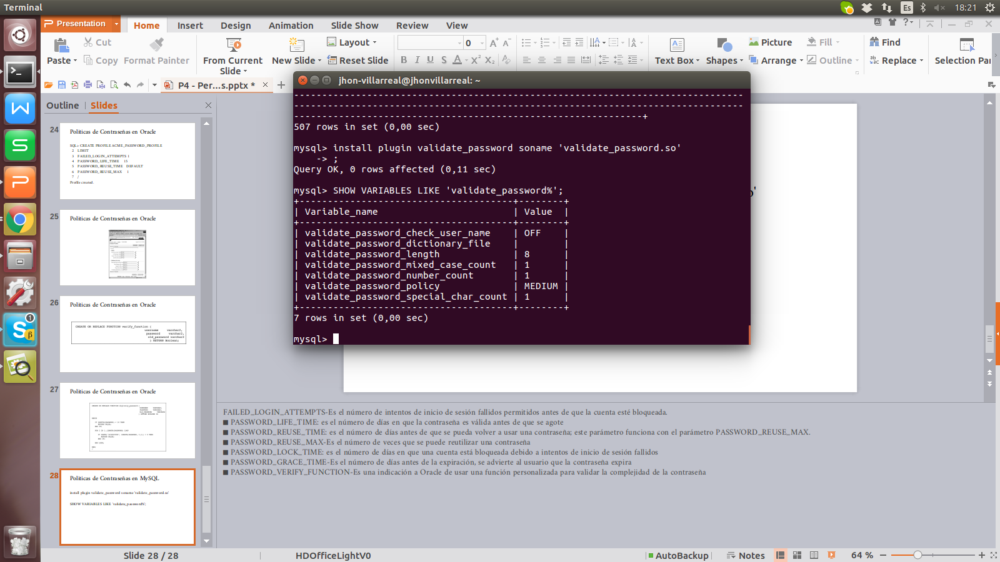 Terminal
Es
18:21
Presentation
Home
Insert
Design
Animation
Slide Show
Review
View
Paste
Cut
Copy
Format Painter
From Current
Slide
New Slide
Layout
Reset Slide
0
Text Box
Shapes
Picture
Arrange
Fill
Outline
Find
Replace
Selection Pa
P4 - Per...s.pptx *
jhon-villarreal@jhonvillarreal: ~
--------------------------------------------------------------------------------
--------------------------------------------------------------------------------
--------------------------------------------------------------+
507 rows in set (0,00 sec)
mysql> install plugin validate_password soname 'validate_password.so'
    -> ;
Query OK, 0 rows affected (0,11 sec)
mysql> SHOW VARIABLES LIKE 'validate_password%';
+--------------------------------------+--------+
| Variable_name                        | Value  |
+--------------------------------------+--------+
| validate_password_check_user_name    | OFF    |
| validate_password_dictionary_file    |        |
| validate_password_length             | 8      |
| validate_password_mixed_case_count   | 1      |
| validate_password_number_count       | 1      |
| validate_password_policy             | MEDIUM |
| validate_password_special_char_count | 1      |
+--------------------------------------+--------+
7 rows in set (0,00 sec)
mysql>
Outline
Slides
24
Politicas de Contraseñas en Oracle
SQL> CREATE PROFILE ACME_PASSWORD_PROFILE
2 LIMIT
3 FAILED_LOGIN_ATTEMPTS 1
4 PASSWORD_LIFE_TIME 15
5 PASSWORD_REUSE_TIME DEFAULT
6 PASSWORD_REUSE_MAX 1
7 /
Profile created.
25
Politicas de Contraseñas en Oracle
26
Politicas de Contraseñas en Oracle
CREATE OR REPLACE FUNCTION verify_function (
username varchar2,
password varchar2,
old_password varchar2
) RETURN Boolean;
27
Politicas de Contraseñas en Oracle
28
Politicas de Contraseñas en MySQL
install plugin validate_password soname 'validate_password.so'
SHOW VARIABLES LIKE 'validate_password%';
FAILED_LOGIN_ATTEMPTS-Es el número de intentos de inicio de sesión fallidos permitidos antes de que la cuenta esté bloqueada.
■ PASSWORD_LIFE_TIME: es el número de días en que la contraseña es válida antes de que se agote
■ PASSWORD_REUSE_TIME: es el número de días antes de que se pueda volver a usar una contraseña; este parámetro funciona con el parámetro PASSWORD_REUSE_MAX.
■ PASSWORD_REUSE_MAX-Es el número de veces que se puede reutilizar una contraseña
■ PASSWORD_LOCK_TIME: es el número de días en que una cuenta está bloqueada debido a intentos de inicio de sesión fallidos
■ PASSWORD_GRACE_TIME-Es el número de días antes de la expiración, se advierte al usuario que la contraseña expira
■ PASSWORD_VERIFY_FUNCTION-Es una indicación a Oracle de usar una función personalizada para validar la complejidad de la contraseña
Slide 28 / 28
HDOfficeLightV0
AutoBackup
Notes
64 %